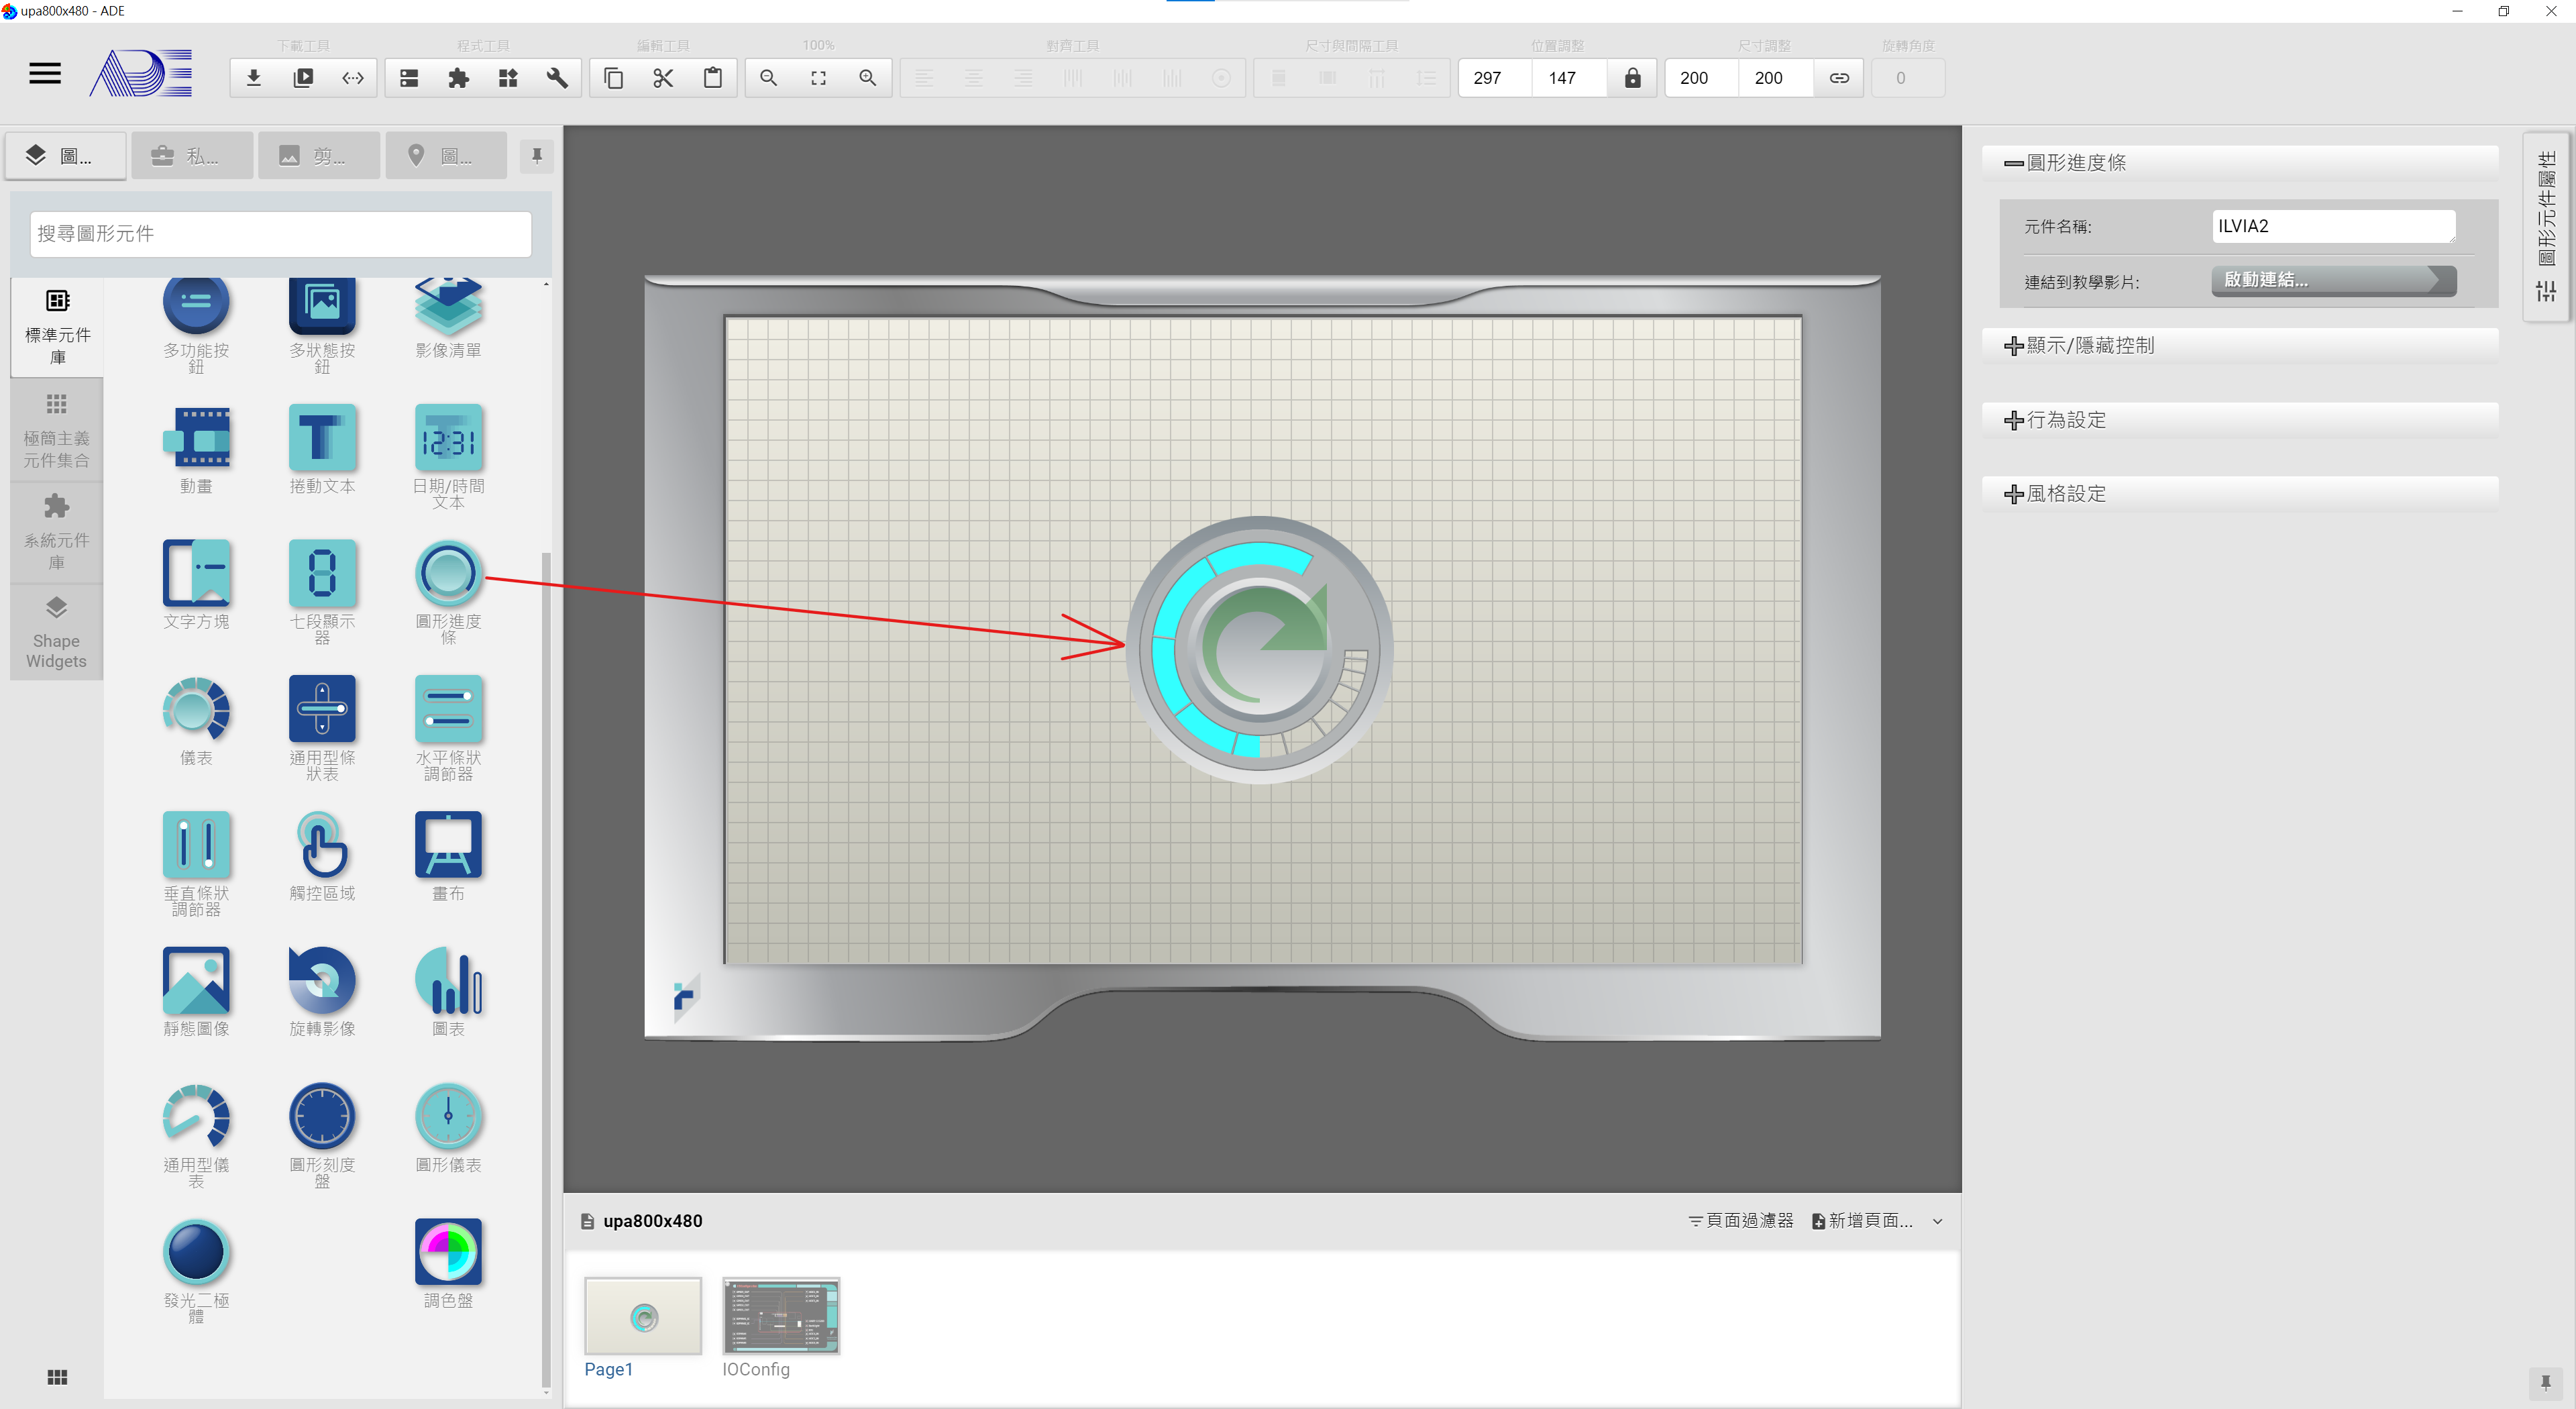 upa800x480 - ADE
下載工具
程式工具
編輯工具
100%
對齊工具
尺寸與間隔工具
位置調整
尺寸調整
旋轉角度
ADE
297
147
200
200
0
圖...
私...
剪...
圖...
搜尋圖形元件
標準元件
庫
極簡主義
元件集合
系統元件
庫
Shape
Widgets
多功能按
鈕
多狀態按
鈕
影像清單
動畫
捲動文本
日期/時間
文本
文字方塊
七段顯示
器
圓形進度
條
儀表
通用型條
狀表
水平條狀
調節器
垂直條狀
調節器
觸控區域
畫布
靜態圖像
旋轉影像
圖表
通用型儀
表
圓形刻度
盤
圓形儀表
發光二極
體
調色盤
upa800x480
頁面過濾器
新增頁面...
Page1
IOConfig
圓形進度條
元件名稱:
ILVIA2
連結到教學影片:
啟動連結...
顯示/隱藏控制
行為設定
風格設定
圖形元件屬性